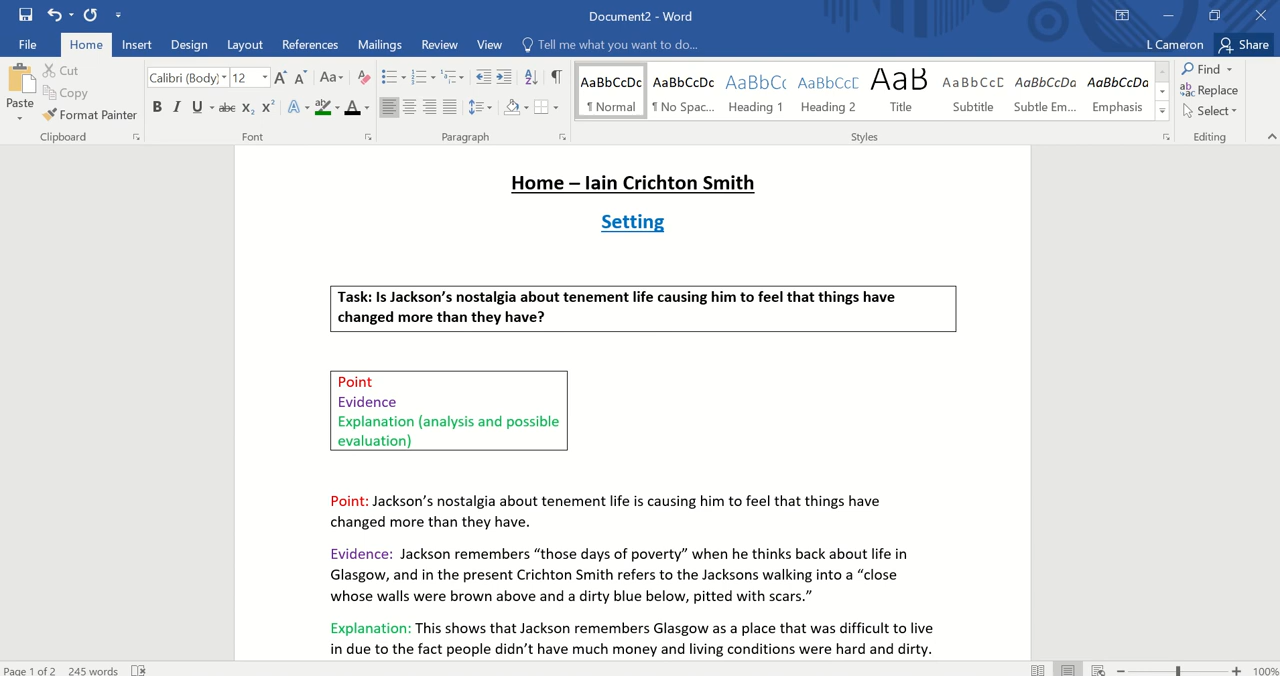 Document2 - Word
L Cameron
Share
File
Home
Insert
Design
Layout
References
Mailings
Review
View
Tell me what you want to do...
Paste
Cut
Copy
Format Painter
Clipboard
Calibri (Body)
12
Font
Paragraph
AaBbCcDc
¶ Normal
AaBbCcDc
¶ No Spac...
AaBbC
Heading 1
AaBbCcE
Heading 2
AaB
Title
AaBbCcD
Subtitle
AaBbCcDa
Subtle Em...
AaBbCcDa
Emphasis
Styles
Find
Replace
Select
Editing
Home – Iain Crichton Smith
Setting
Task: Is Jackson’s nostalgia about tenement life causing him to feel that things have
changed more than they have?
Point
Evidence
Explanation (analysis and possible
evaluation)
Point: Jackson’s nostalgia about tenement life is causing him to feel that things have
changed more than they have.
Evidence:  Jackson remembers “those days of poverty” when he thinks back about life in
Glasgow, and in the present Crichton Smith refers to the Jacksons walking into a “close
whose walls were brown above and a dirty blue below, pitted with scars.”
Explanation: This shows that Jackson remembers Glasgow as a place that was difficult to live
in due to the fact people didn’t have much money and living conditions were hard and dirty.
Page 1 of 2
245 words
100%